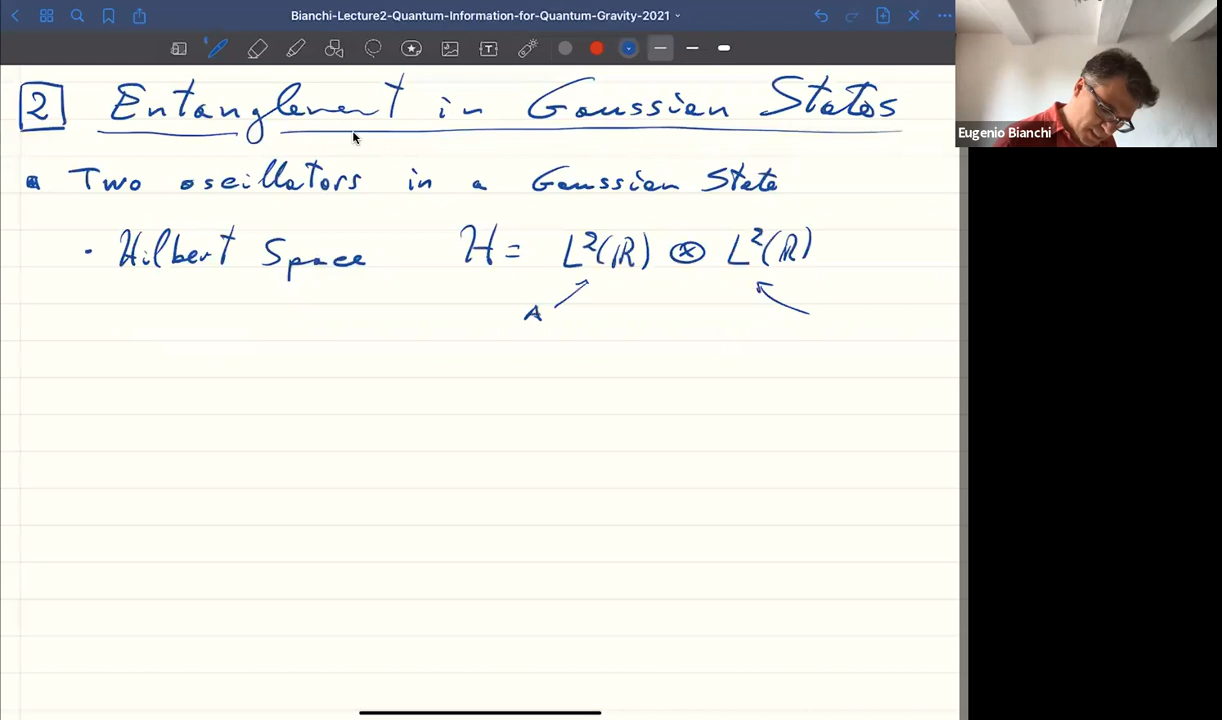 Bianchi-Lecture2-Quantum-Information-for-Quantum-Gravity-2021
2 Entanglement in Gaussian States
Eugenio Bianchi
Two oscillators in a Gaussian State
· Hilbert Space H = L²(ℝ) ⊗ L²(ℝ)
A